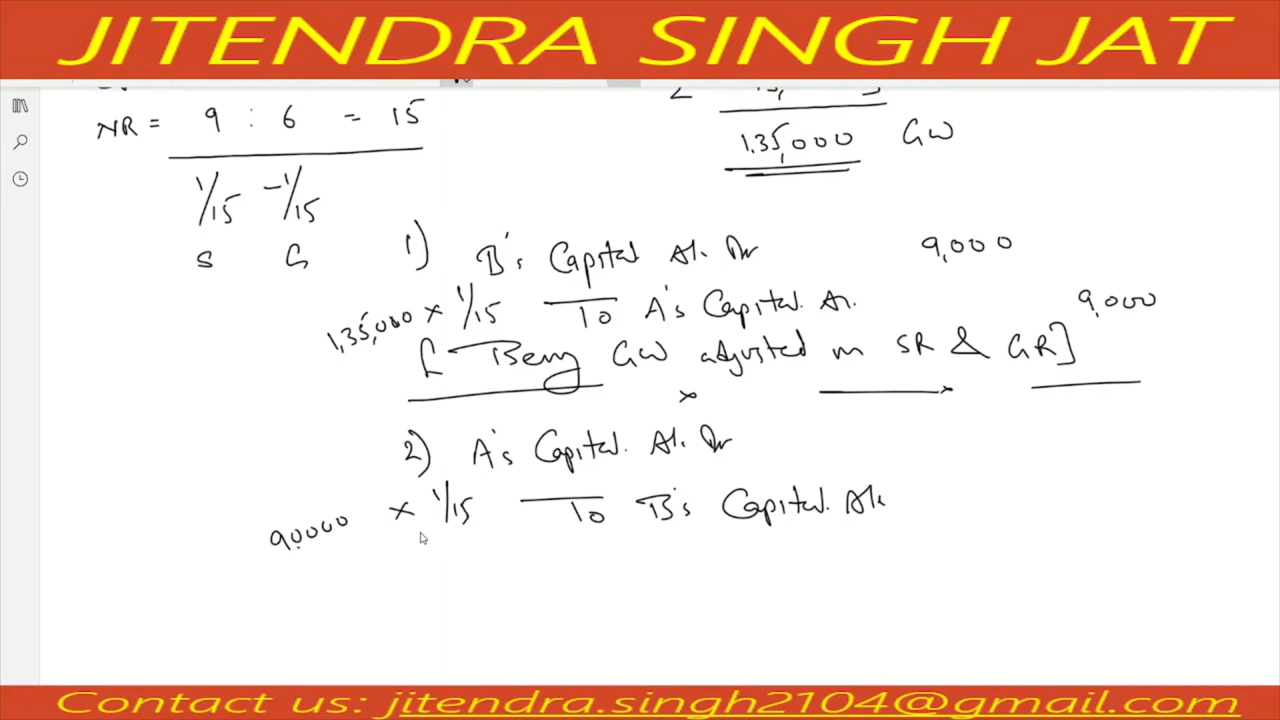 JITENDRA SINGH JAT
NR = 9 : 6 = 15
1,35,000 GW
1/15 -1/15
S G
1) B's Capital A/c Dr 9,000
1,35,000 × 1/15 To A's Capital A/c 9,000
[Being GW adjusted in SR & GR]
×
2) A's Capital A/c Dr
90,000 × 1/15 To B's Capital A/c
Contact us: jitendra.singh2104@gmail.com